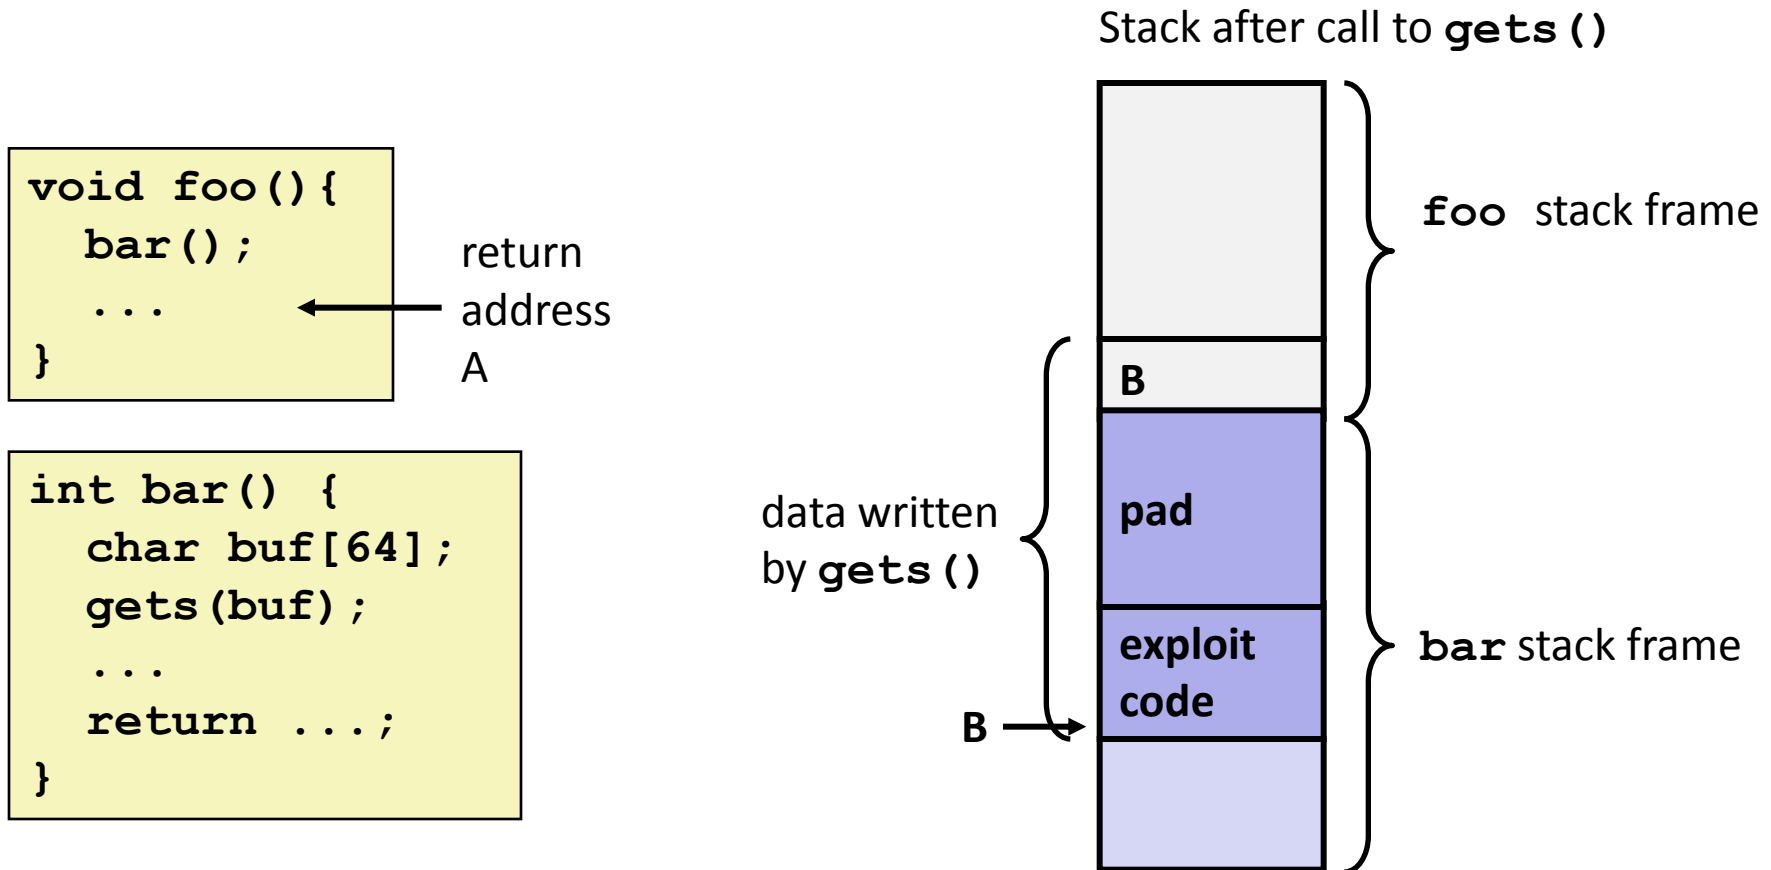 Stack after call to gets()
void foo(){
bar();
...
}
return
address
A
int bar() {
char buf[64];
gets(buf);
...
return ...;
}
foo stack frame
B
data written
by gets()
pad
exploit
code
B
bar stack frame